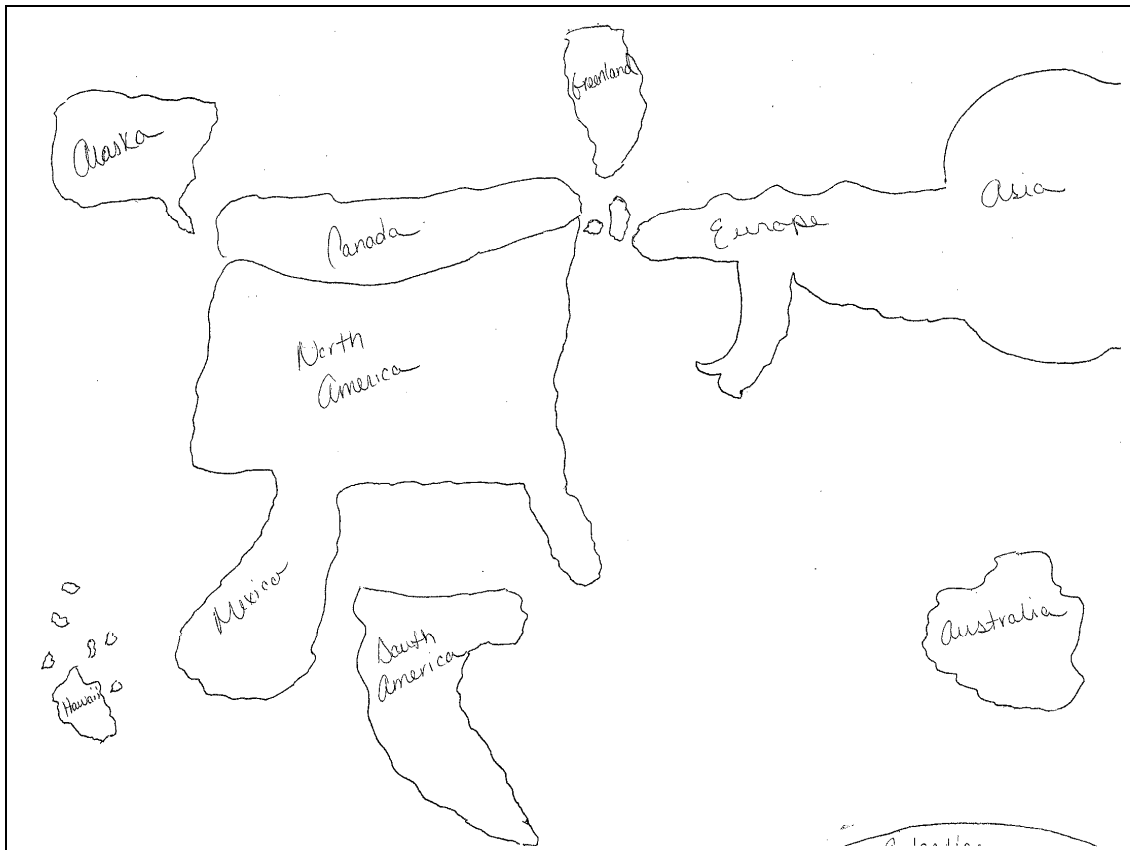 Greenland
Alaska
Canada
Europe
Asia
North
America
Mexico
South
America
Hawaii
Australia